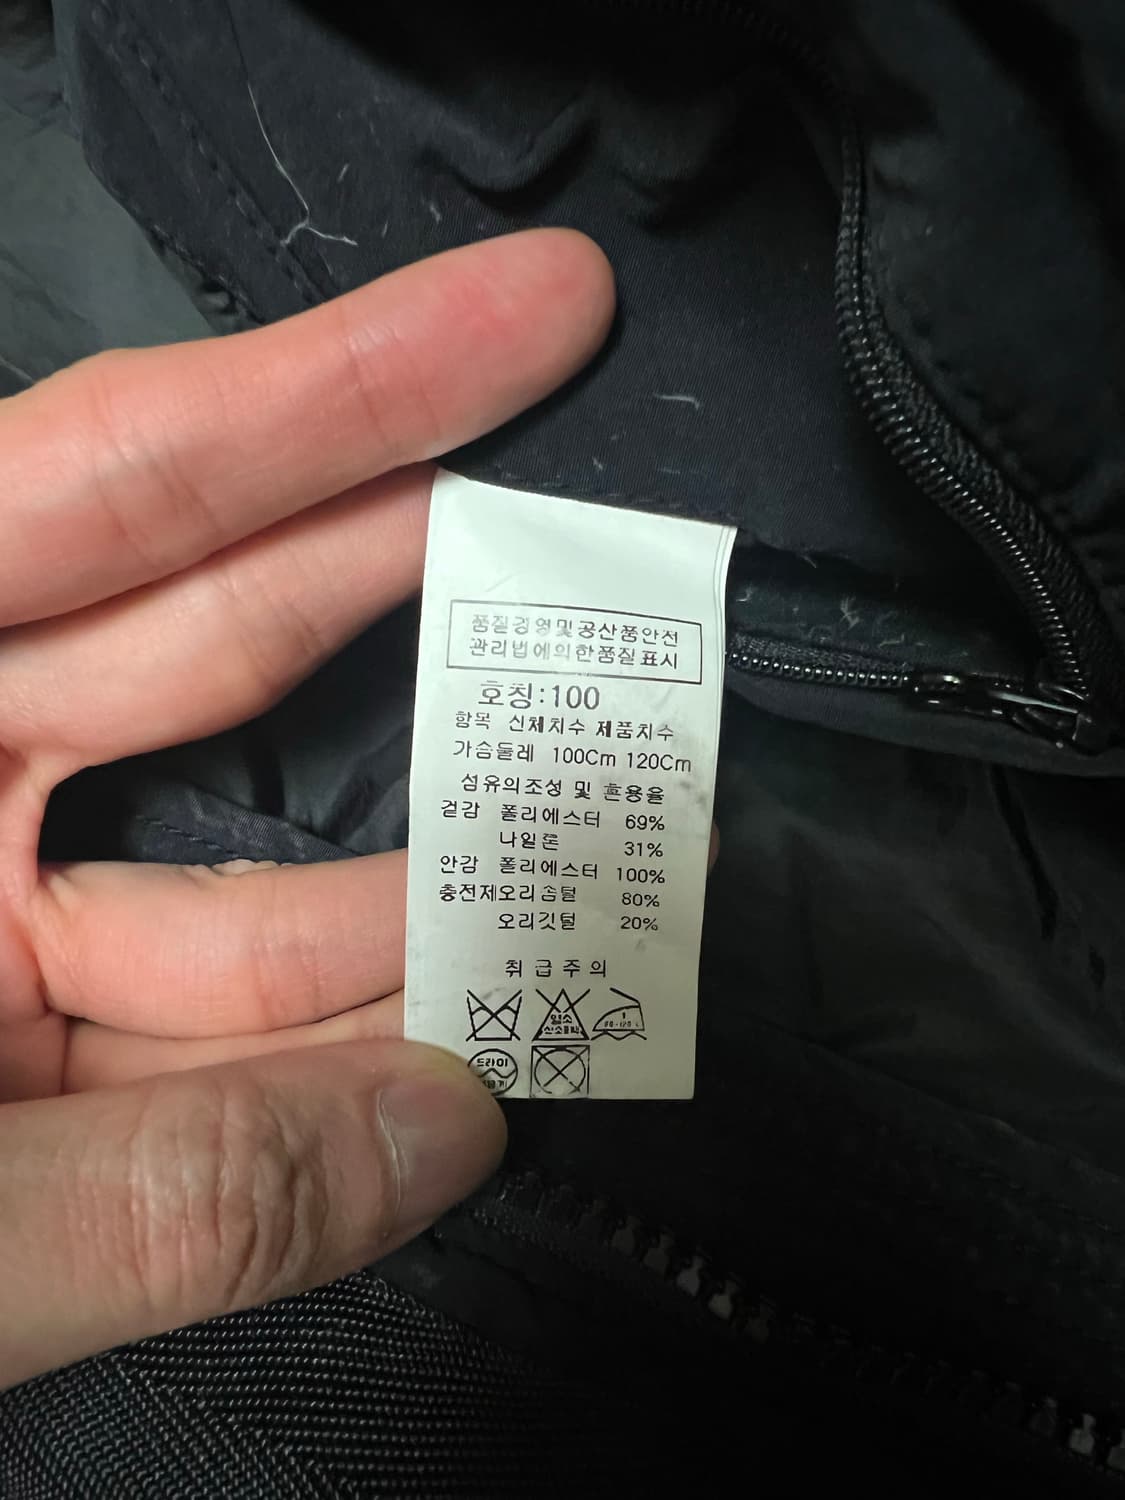 품질경영및공산품안전
관리법에의한품질표시
호칭:100
항목 신체치수 제품치수
가슴둘레 100Cm 120Cm
섬유의조성 및 혼용율
겉감 폴리에스터 69%
나일론 31%
안감 폴리에스터 100%
충전제오리솜털 80%
오리깃털 20%
취급주의
염소
산소표백
드라이